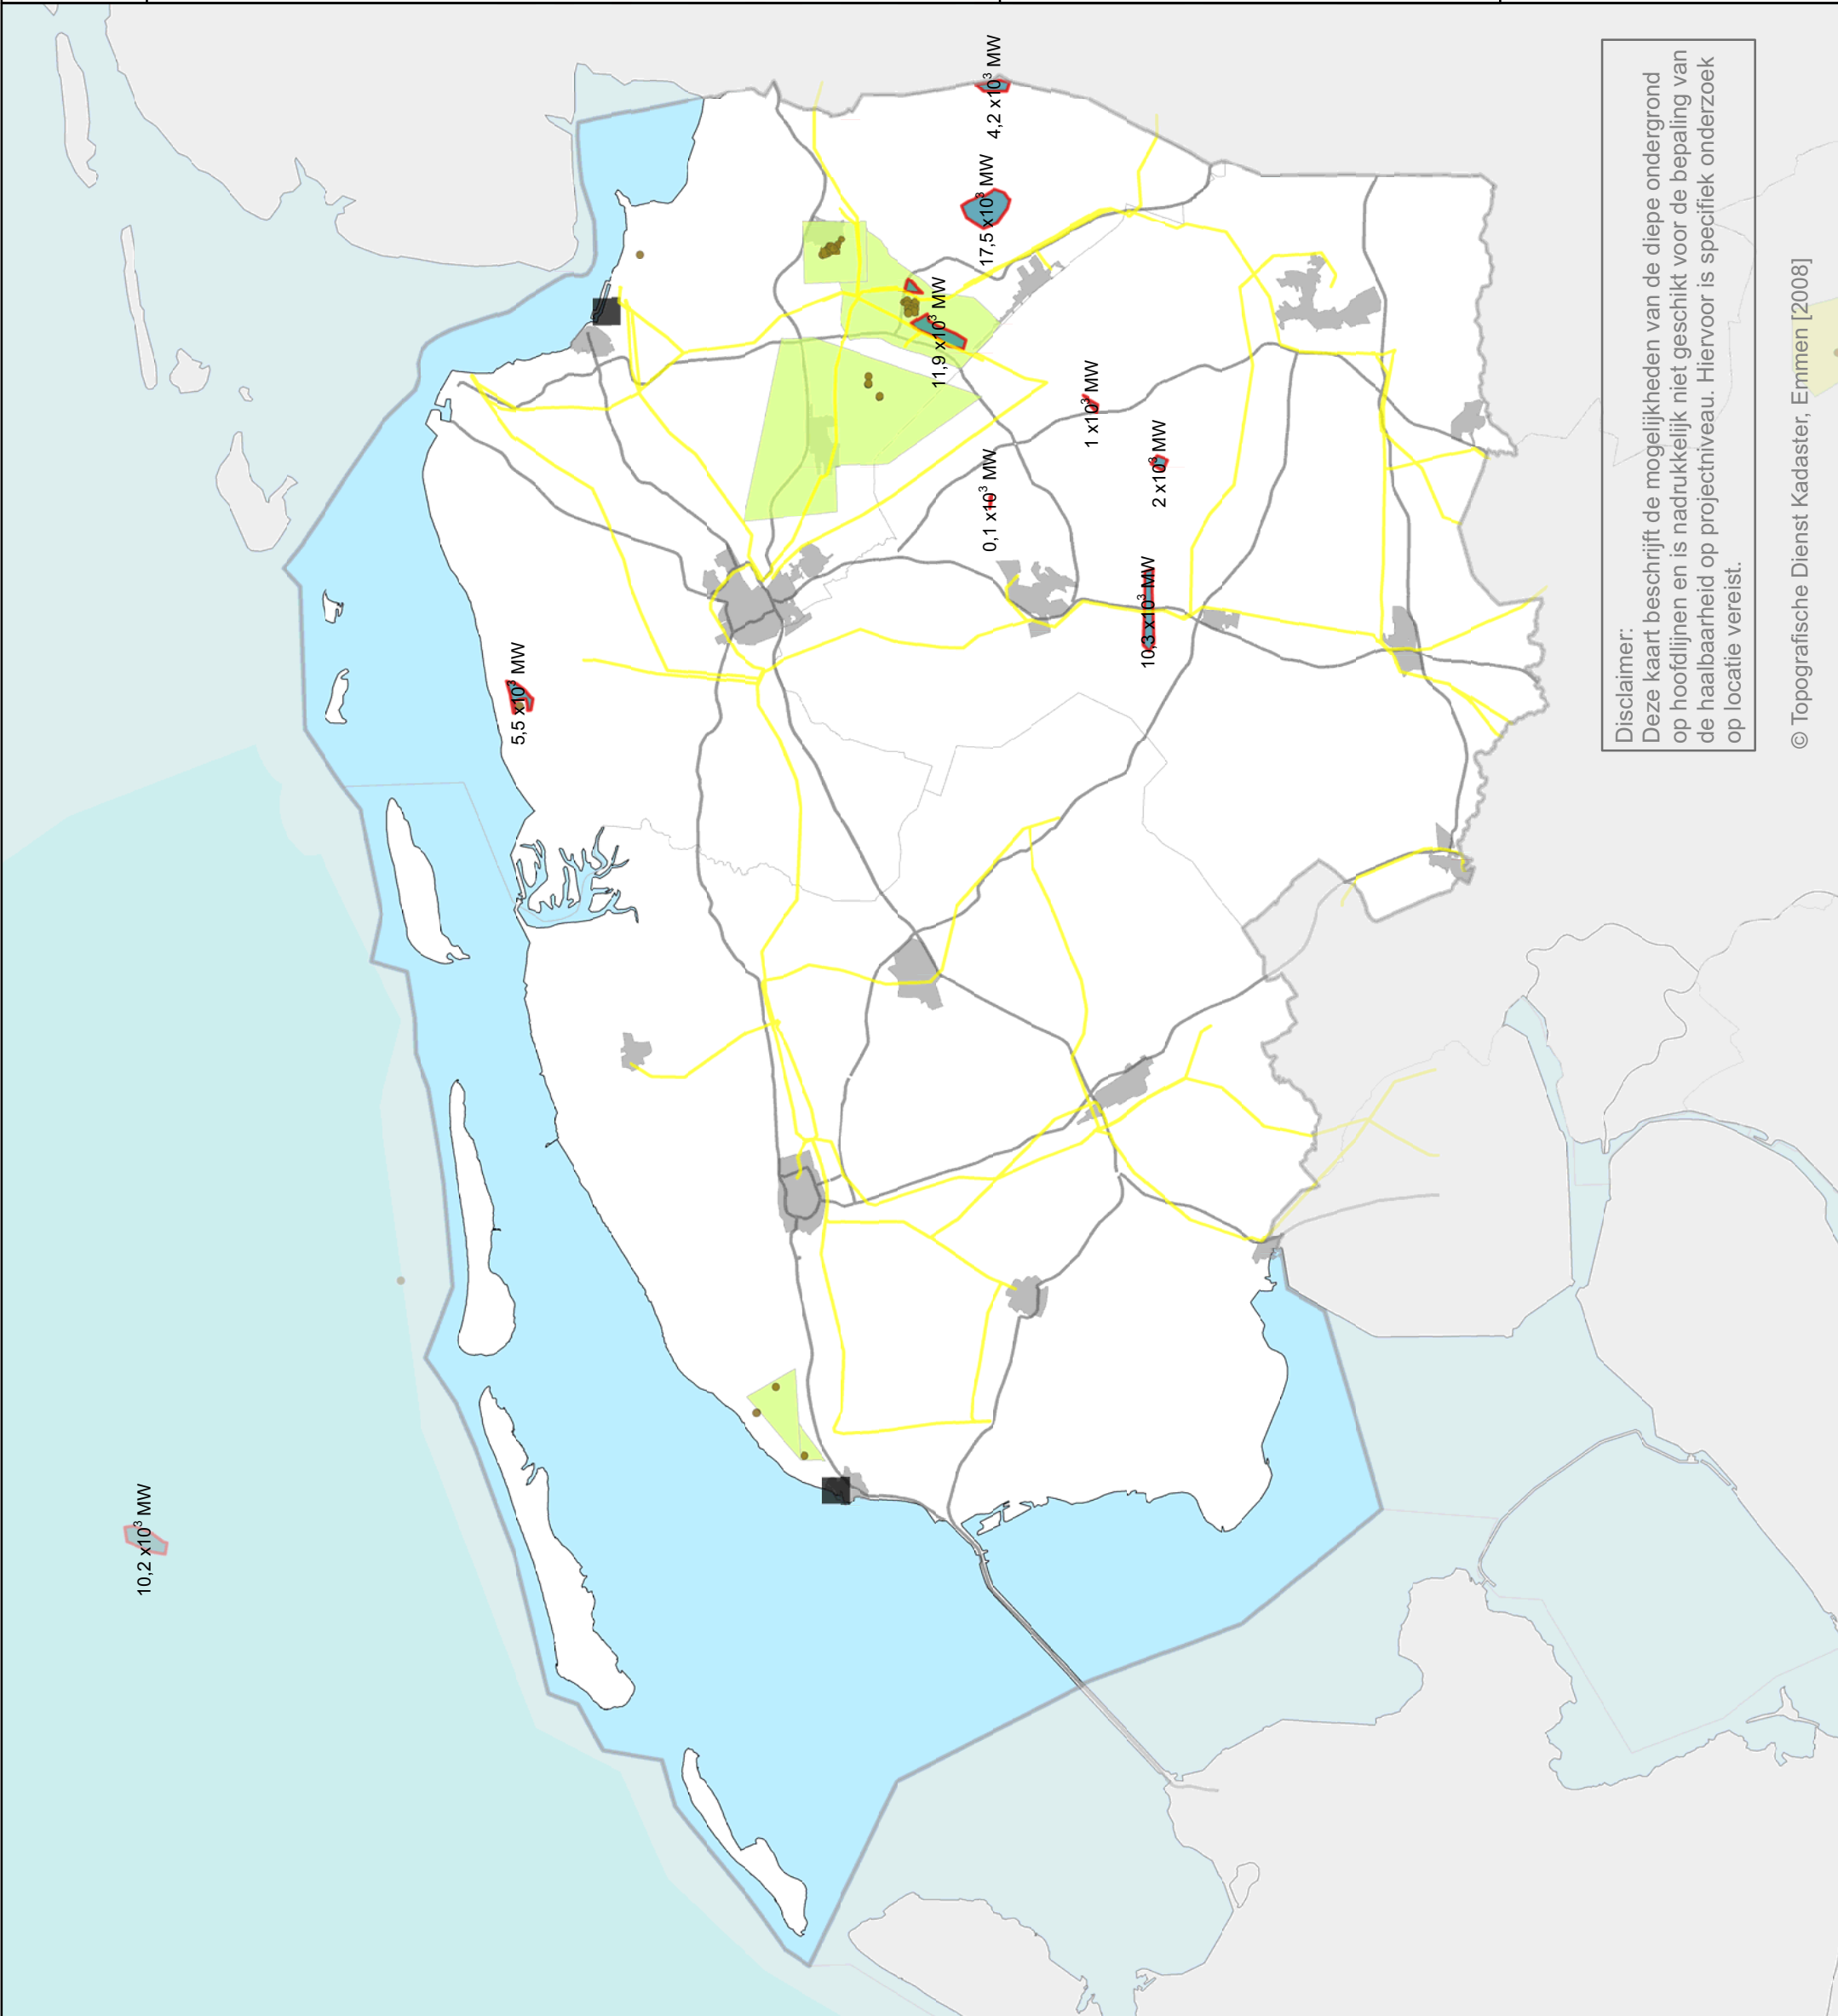 4,2 x10³ MW
17,5 x10³ MW
11,9 x10³ MW
1 x10³ MW
2 x10³ MW
0,1 x10³ MW
10,3 x10³ MW
5,5 x10³ MW
10,2 x10³ MW
Disclaimer:
Deze kaart beschrijft de mogelijkheden van de diepe ondergrond
op hoofdlijnen en is nadrukkelijk niet geschikt voor de bepaling van
de haalbaarheid op projectniveau. Hiervoor is specifiek onderzoek
op locatie vereist.
© Topografische Dienst Kadaster, Emmen [2008]